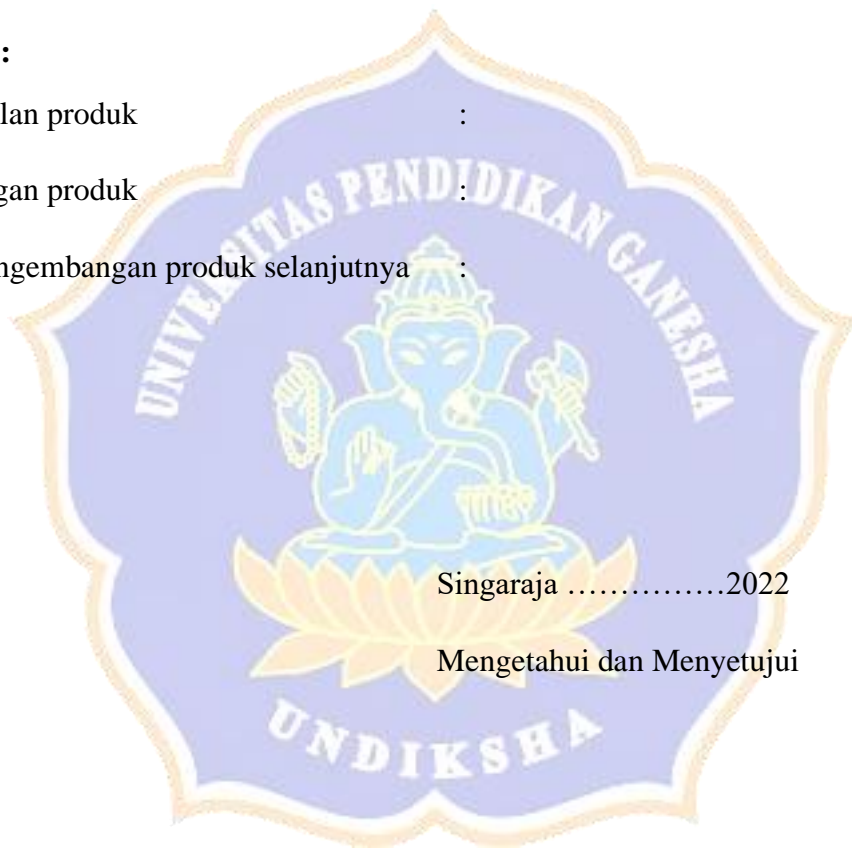 :
lan produk :
gan produk :
ngembangan produk selanjutnya :
UNIVERSITAS PENDIDIKAN GANESHA
Singaraja ……………2022
Mengetahui dan Menyetujui
UNDIKSHA